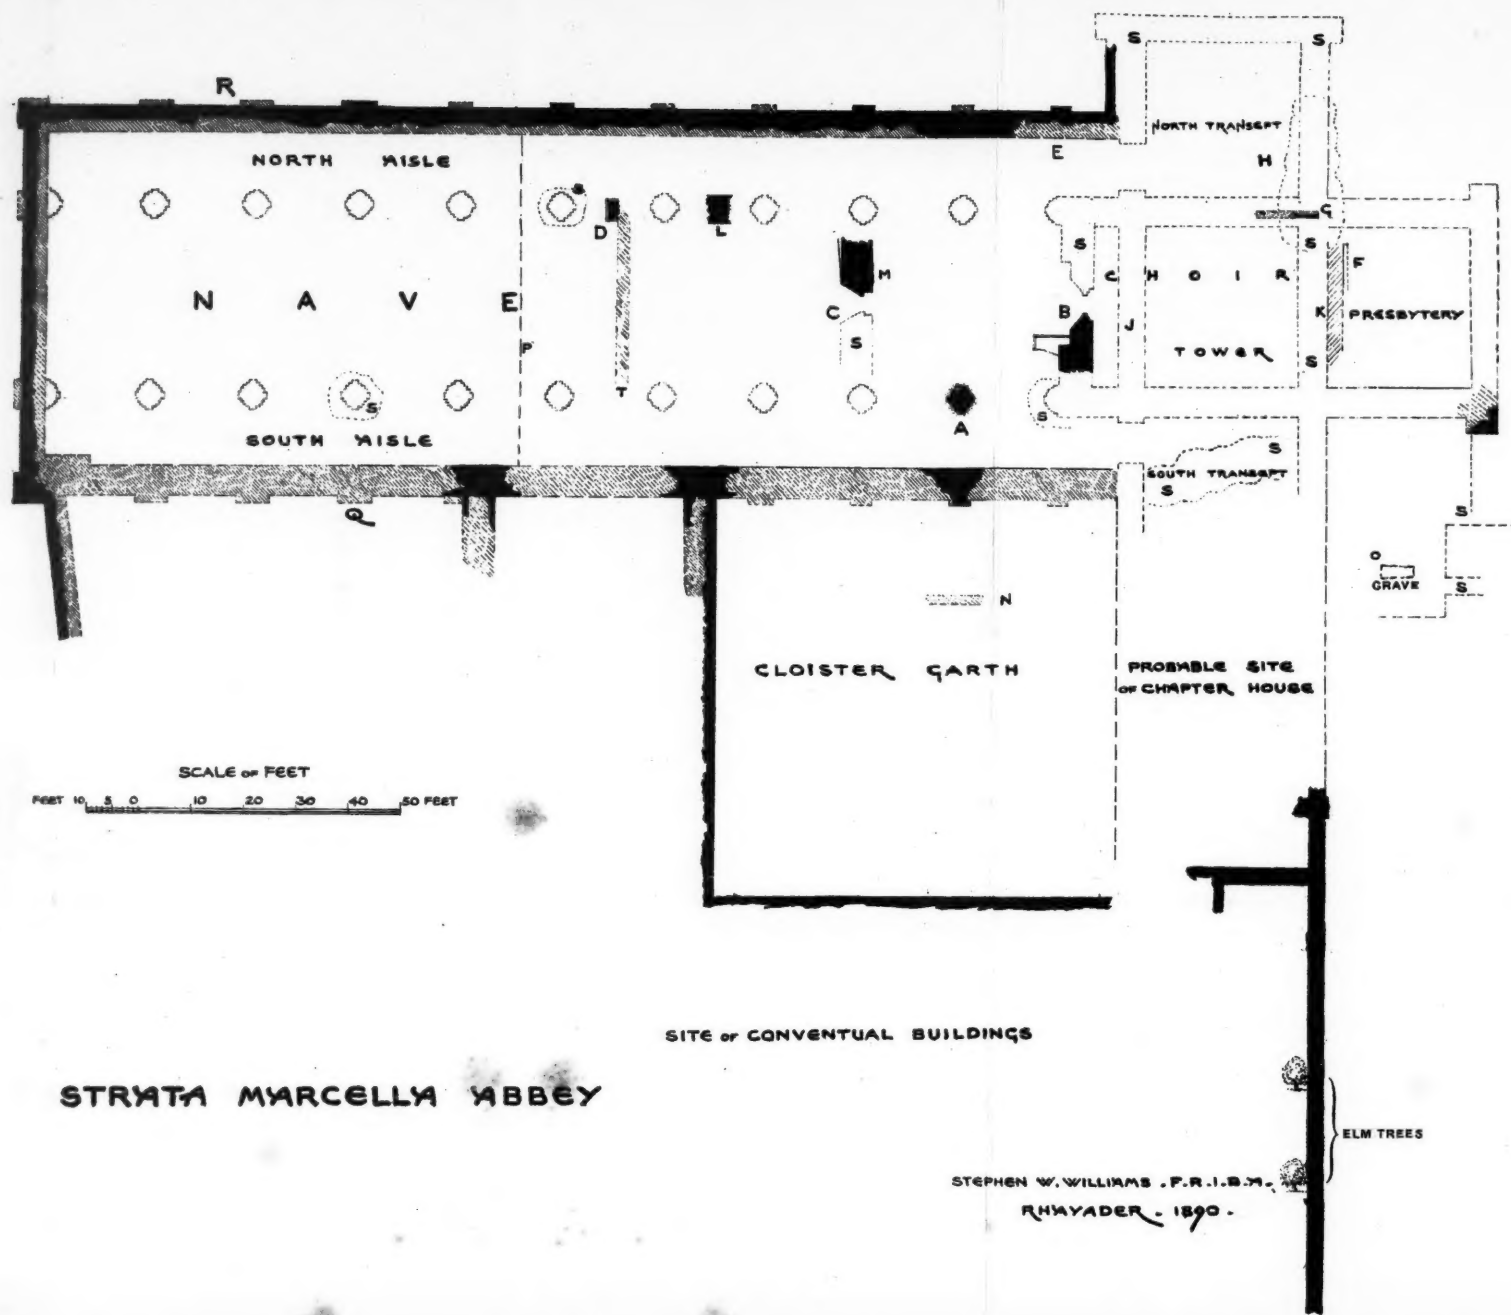 S S
R
NORTH TRANSEPT
NORTH AISLE
E
H
S
D
L
G
S
S
M
C H O I R
F
N A V E
C
B
J
K
PRESBYTERY
P
S
TOWER
S
T
S
S
A
SOUTH AISLE
S
SOUTH TRANSEPT
S
Q
S
O
GRAVE
S
N
CLOISTER GARTH
PROBABLE SITE
OF CHAPTER HOUSE
SCALE OF FEET
FEET 10 5 0 10 20 30 40 50 FEET
SITE OF CONVENTUAL BUILDINGS
STRATA MARCELLA ABBEY
ELM TREES
STEPHEN W. WILLIAMS . F.R.I.B.A.
RHAYADER . 1890 .